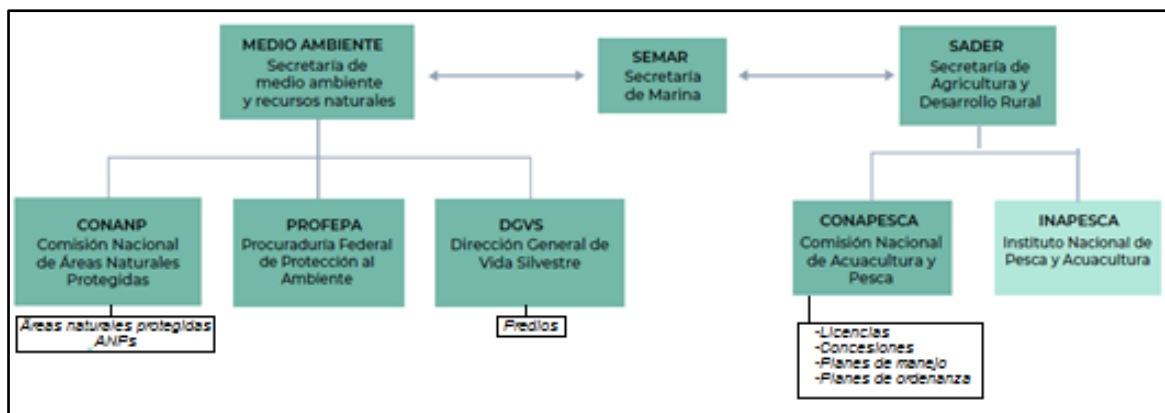 MEDIO AMBIENTE
Secretaría de
medio ambiente
y recursos naturales
SEMAR
Secretaría
de Marina
SADER
Secretaría de
Agricultura y
Desarrollo Rural
CONANP
Comisión Nacional
de Áreas Naturales
Protegidas
Áreas naturales protegidas
ANPs
PROFEPA
Procuraduría Federal
de Protección al
Ambiente
DGVS
Dirección General de
Vida Silvestre
Predios
CONAPESCA
Comisión Nacional
de Acuacultura y
Pesca
-Licencias
-Concesiones
-Planes de manejo
-Planes de ordenanza
INAPESCA
Instituto Nacional de
Pesca y Acuacultura